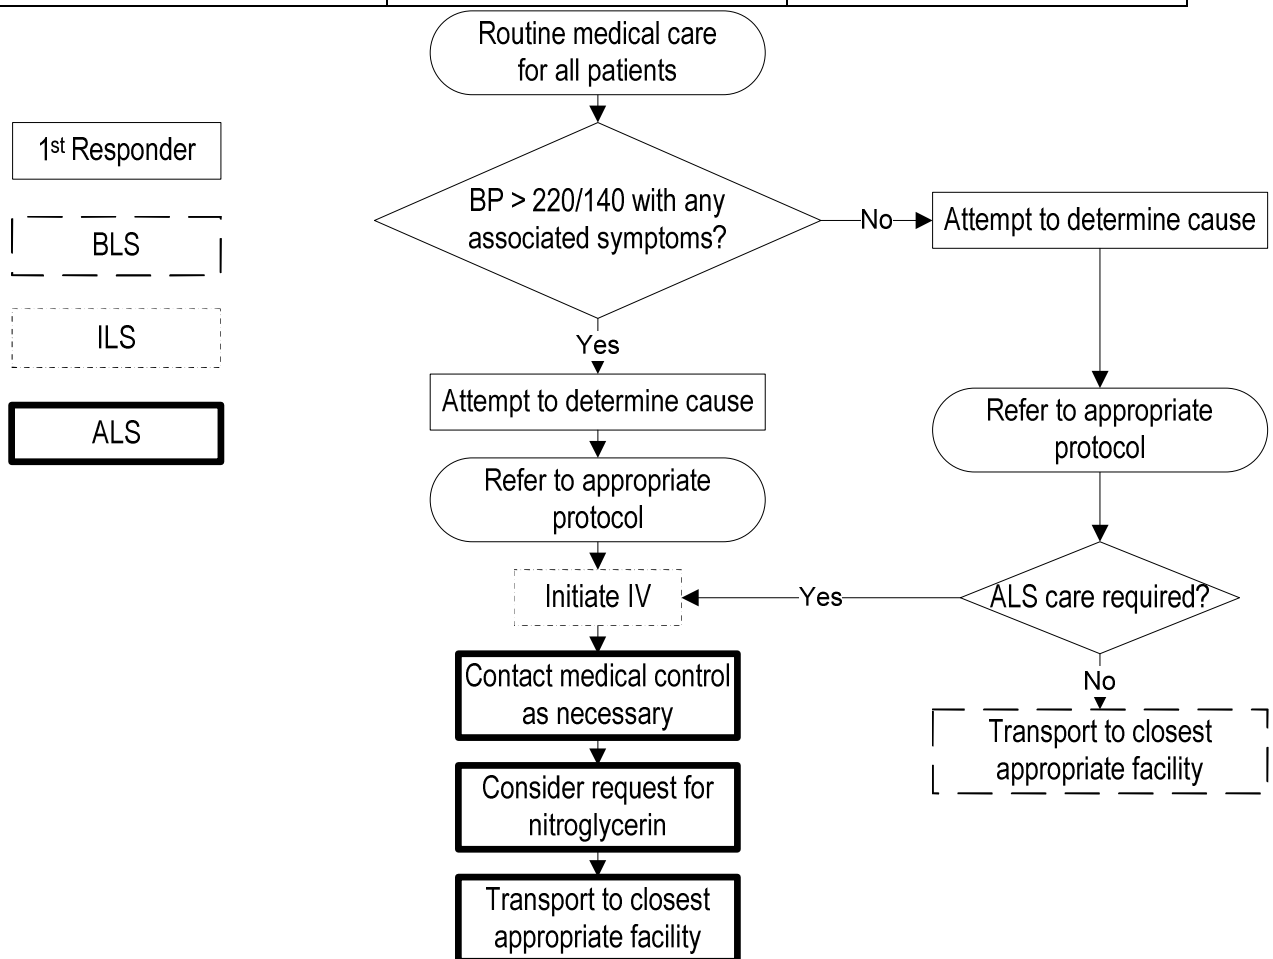 Routine medical care
for all patients
1st Responder
BLS
ILS
ALS
BP > 220/140 with any
associated symptoms?
No
Attempt to determine cause
Yes
Attempt to determine cause
Refer to appropriate
protocol
Refer to appropriate
protocol
Initiate IV
Yes
ALS care required?
No
Contact medical control
as necessary
Transport to closest
appropriate facility
Consider request for
nitroglycerin
Transport to closest
appropriate facility